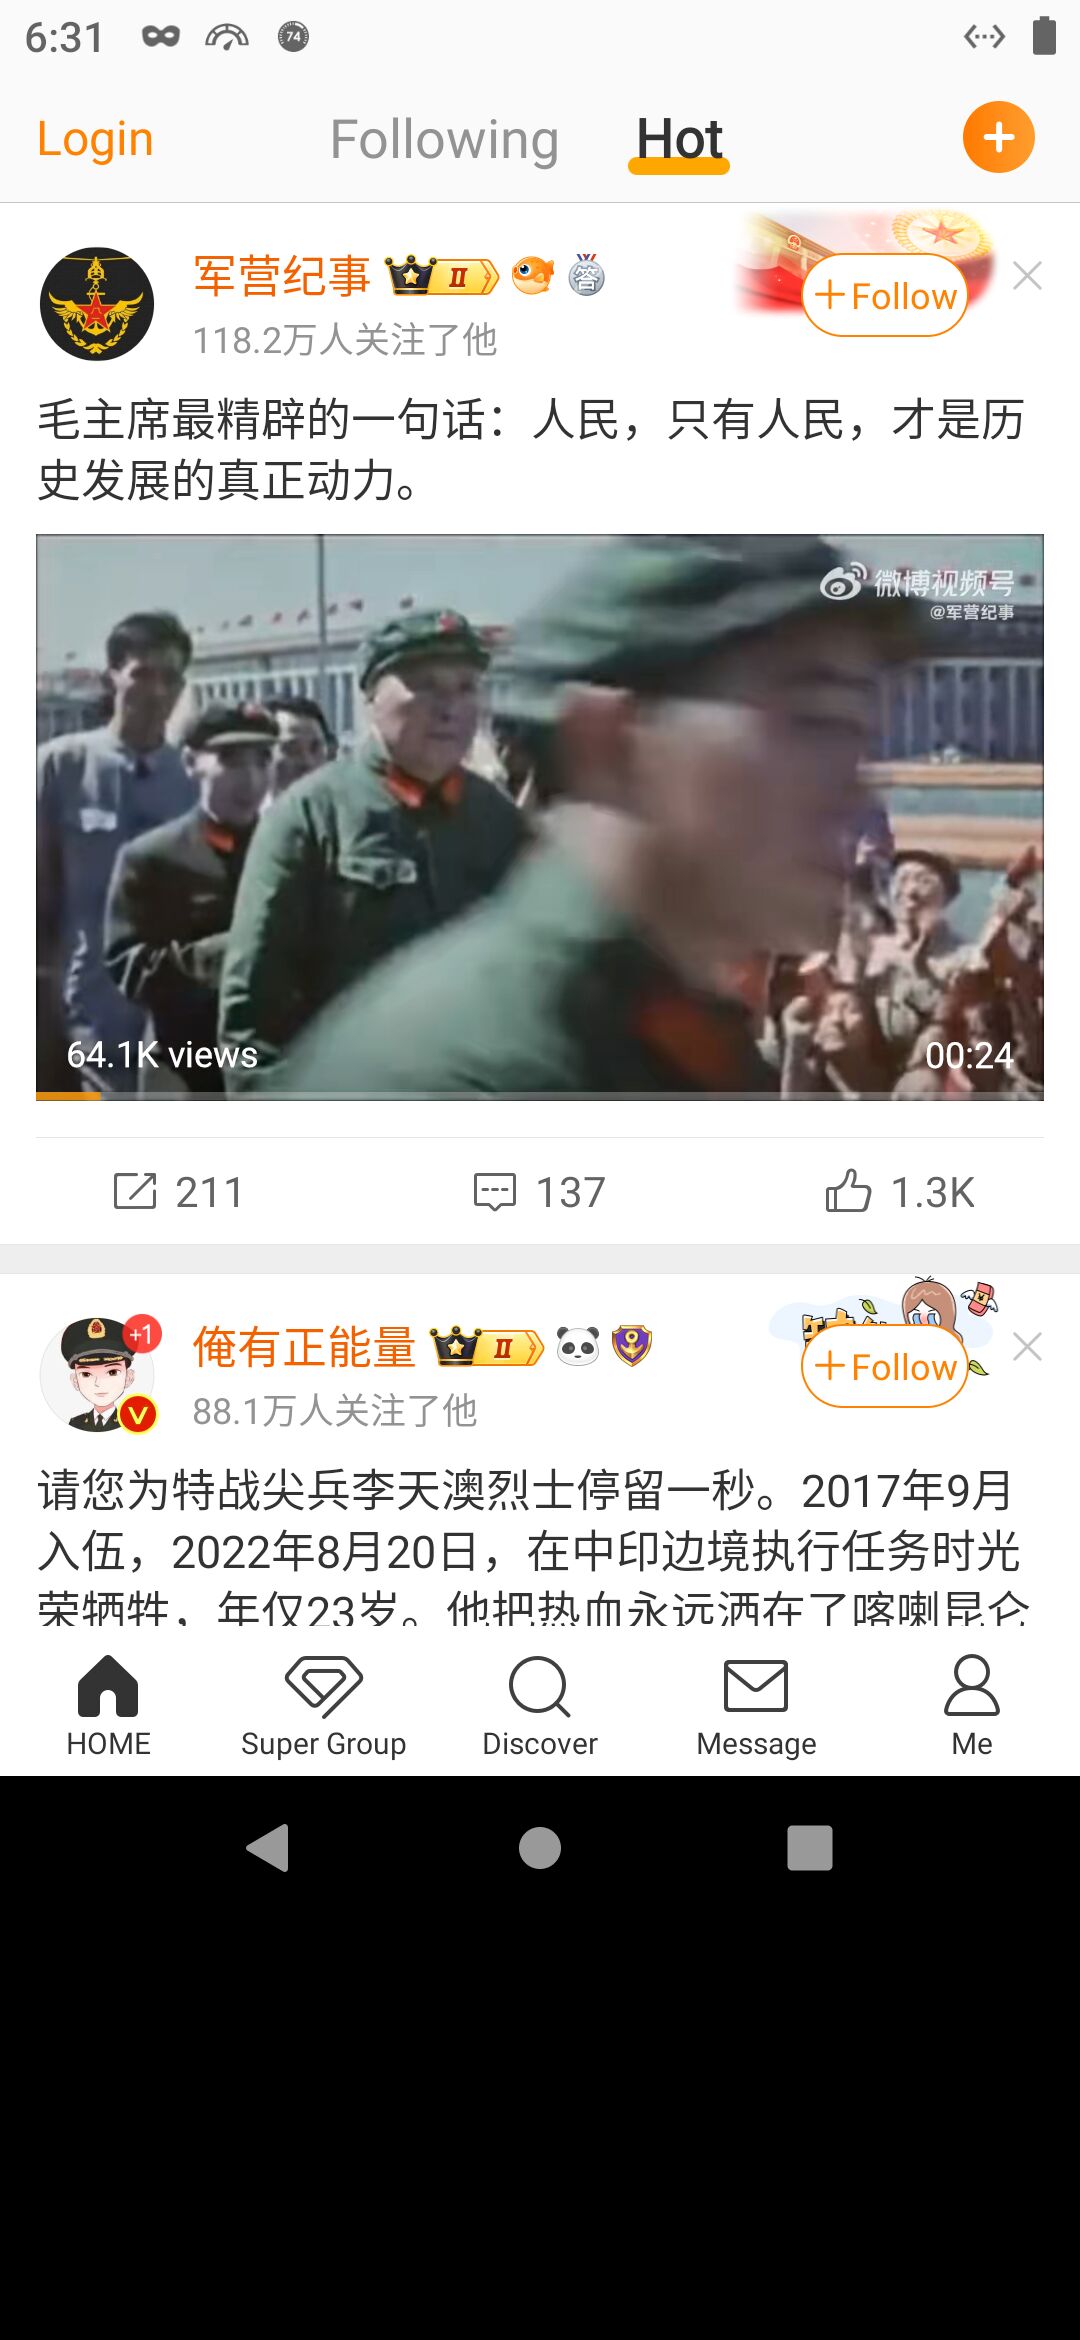 6:31
74
Login
Following
Hot
军营纪事
II
答
118.2万人关注了他
+Follow
毛主席最精辟的一句话：人民，只有人民，才是历
史发展的真正动力。
微博视频号
@军营纪事
64.1K views
00:24
211
137
1.3K
+1
V
俺有正能量
II
88.1万人关注了他
+Follow
请您为特战尖兵李天澳烈士停留一秒。2017年9月
入伍，2022年8月20日，在中印边境执行任务时光
荣牺牲，年仅23岁。他把热血永远洒在了喀喇昆仑
HOME
Super Group
Discover
Message
Me